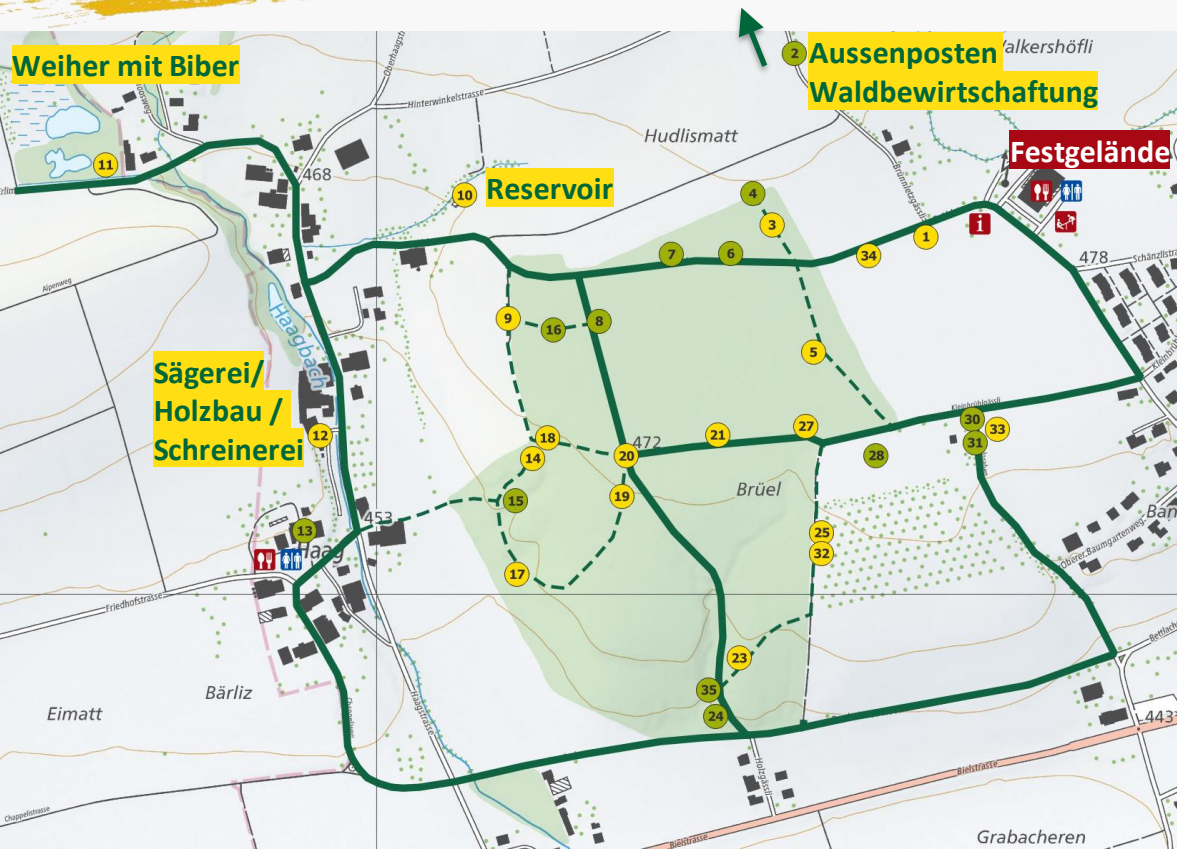 Weiher mit Biber
2
Aussenposten
Waldbewirtschaftung
Oberhaagstr
Hinterwinkelstrasse
Hudlismatt
Festgelände
11
468
10
Reservoir
4
3
7
6
1
34
i
478
Schänzlistr
Alpenweg
Haagbach
9
16
8
5
Sägerei/
Holzbau /
Schreinerei
12
18
14
20
472
21
27
28
30
31
33
Brüel
19
15
13
453
Haag
17
25
32
Oberer Baumgartenweg
Friedhofstrasse
23
35
24
Bärliz
Eimatt
Haagstrasse
Holzgässli
443
Bielstrasse
Chappelistrasse
Bielstrasse
Grabacheren